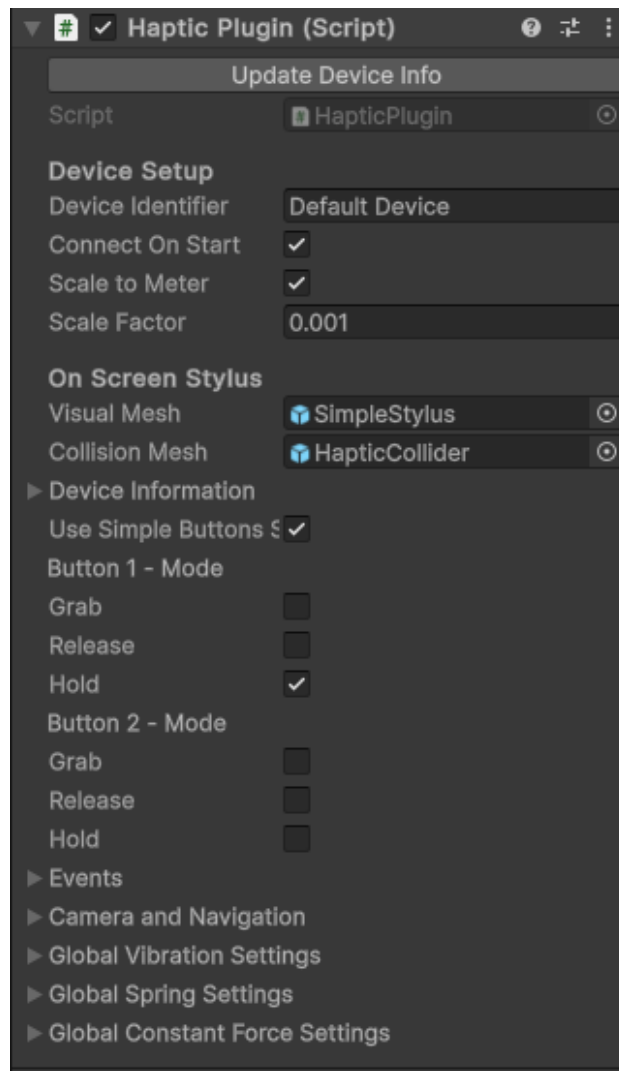 # Haptic Plugin (Script)
Update Device Info
Script # HapticPlugin
Device Setup
Device Identifier Default Device
Connect On Start
Scale to Meter
Scale Factor 0.001
On Screen Stylus
Visual Mesh SimpleStylus
Collision Mesh HapticCollider
Device Information
Use Simple Buttons S
Button 1 - Mode
Grab
Release
Hold
Button 2 - Mode
Grab
Release
Hold
Events
Camera and Navigation
Global Vibration Settings
Global Spring Settings
Global Constant Force Settings